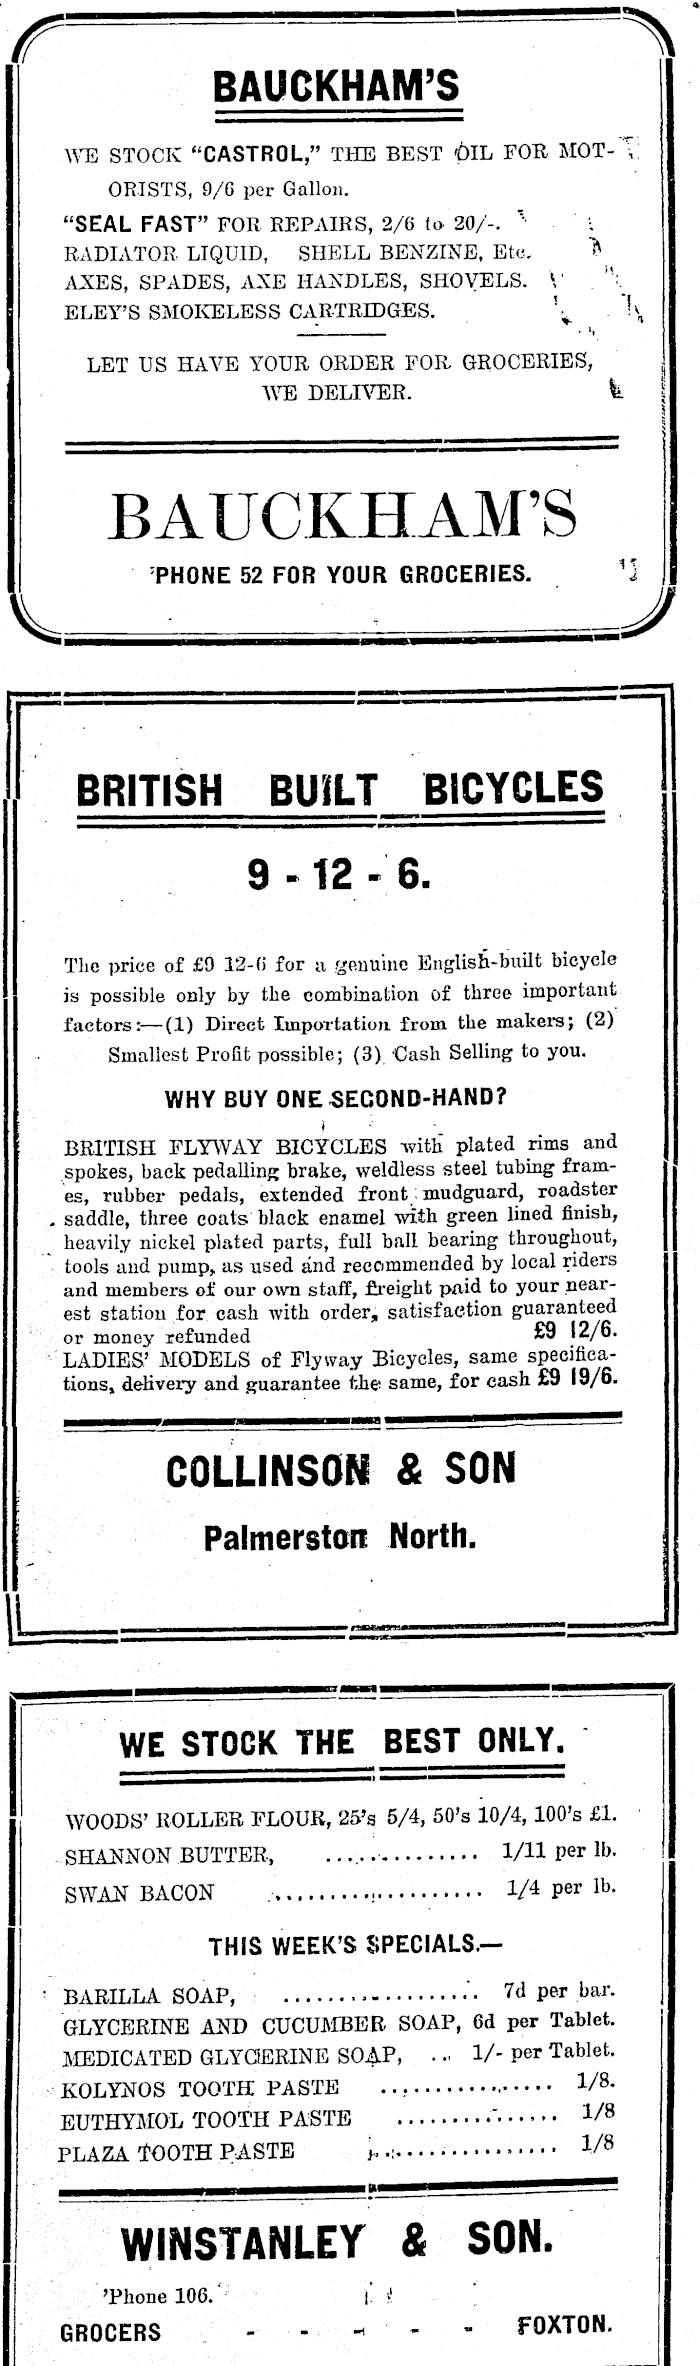 BAUCKHAM'S
WE STOCK "CASTROL," THE BEST OIL FOR MOT-
ORISTS, 9/6 per Gallon.
"SEAL FAST" FOR REPAIRS, 2/6 to 20/-.
RADIATOR LIQUID, SHELL BENZINE, Etc.
AXES, SPADES, AXE HANDLES, SHOVELS.
ELEY'S SMOKELESS CARTRIDGES.
LET US HAVE YOUR ORDER FOR GROCERIES,
WE DELIVER.
BAUCKHAM'S
'PHONE 52 FOR YOUR GROCERIES.
BRITISH BUILT BICYCLES
9 - 12 - 6.
The price of £9 12-6 for a genuine English-built bicycle
is possible only by the combination of three important
factors:—(1) Direct Importation from the makers; (2)
Smallest Profit possible; (3) Cash Selling to you.
WHY BUY ONE SECOND-HAND?
BRITISH FLYWAY BICYCLES with plated rims and
spokes, back pedalling brake, weldless steel tubing fram-
es, rubber pedals, extended front mudguard, roadster
saddle, three coats black enamel with green lined finish,
heavily nickel plated parts, full ball bearing throughout,
tools and pump, as used and recommended by local riders
and members of our own staff, freight paid to your near-
est station for cash with order, satisfaction guaranteed
or money refunded £9 12/6.
LADIES' MODELS of Flyway Bicycles, same specifica-
tions, delivery and guarantee the same, for cash £9 19/6.
COLLINSON & SON
Palmerston North.
WE STOCK THE BEST ONLY.
WOODS' ROLLER FLOUR, 25's 5/4, 50's 10/4, 100's £1.
SHANNON BUTTER, .............. 1/11 per lb.
SWAN BACON .................... 1/4 per lb.
THIS WEEK'S SPECIALS.—
BARILLA SOAP, .................. 7d per bar.
GLYCERINE AND CUCUMBER SOAP, 6d per Tablet.
MEDICATED GLYCERINE SOAP, ... 1/- per Tablet.
KOLYNOS TOOTH PASTE ................ 1/8.
EUTHYMOL TOOTH PASTE .............. 1/8
PLAZA TOOTH PASTE .................. 1/8
WINSTANLEY & SON.
'Phone 106.
GROCERS - - - - - FOXTON.